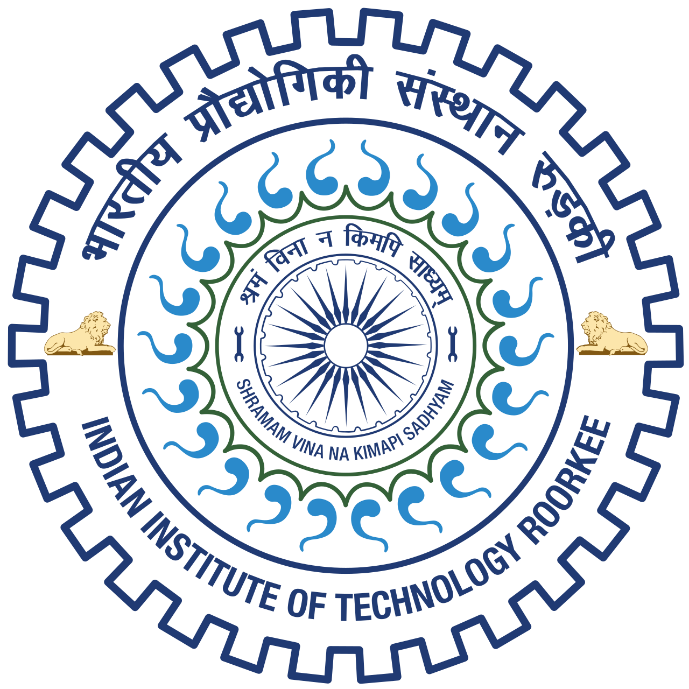 भारतीय प्रौद्योगिकी संस्थान रुड़की
श्रमं विना न किमपि साध्यम्
SHRAMAM VINA NA KIMAPI SADHYAM
INDIAN INSTITUTE OF TECHNOLOGY ROORKEE